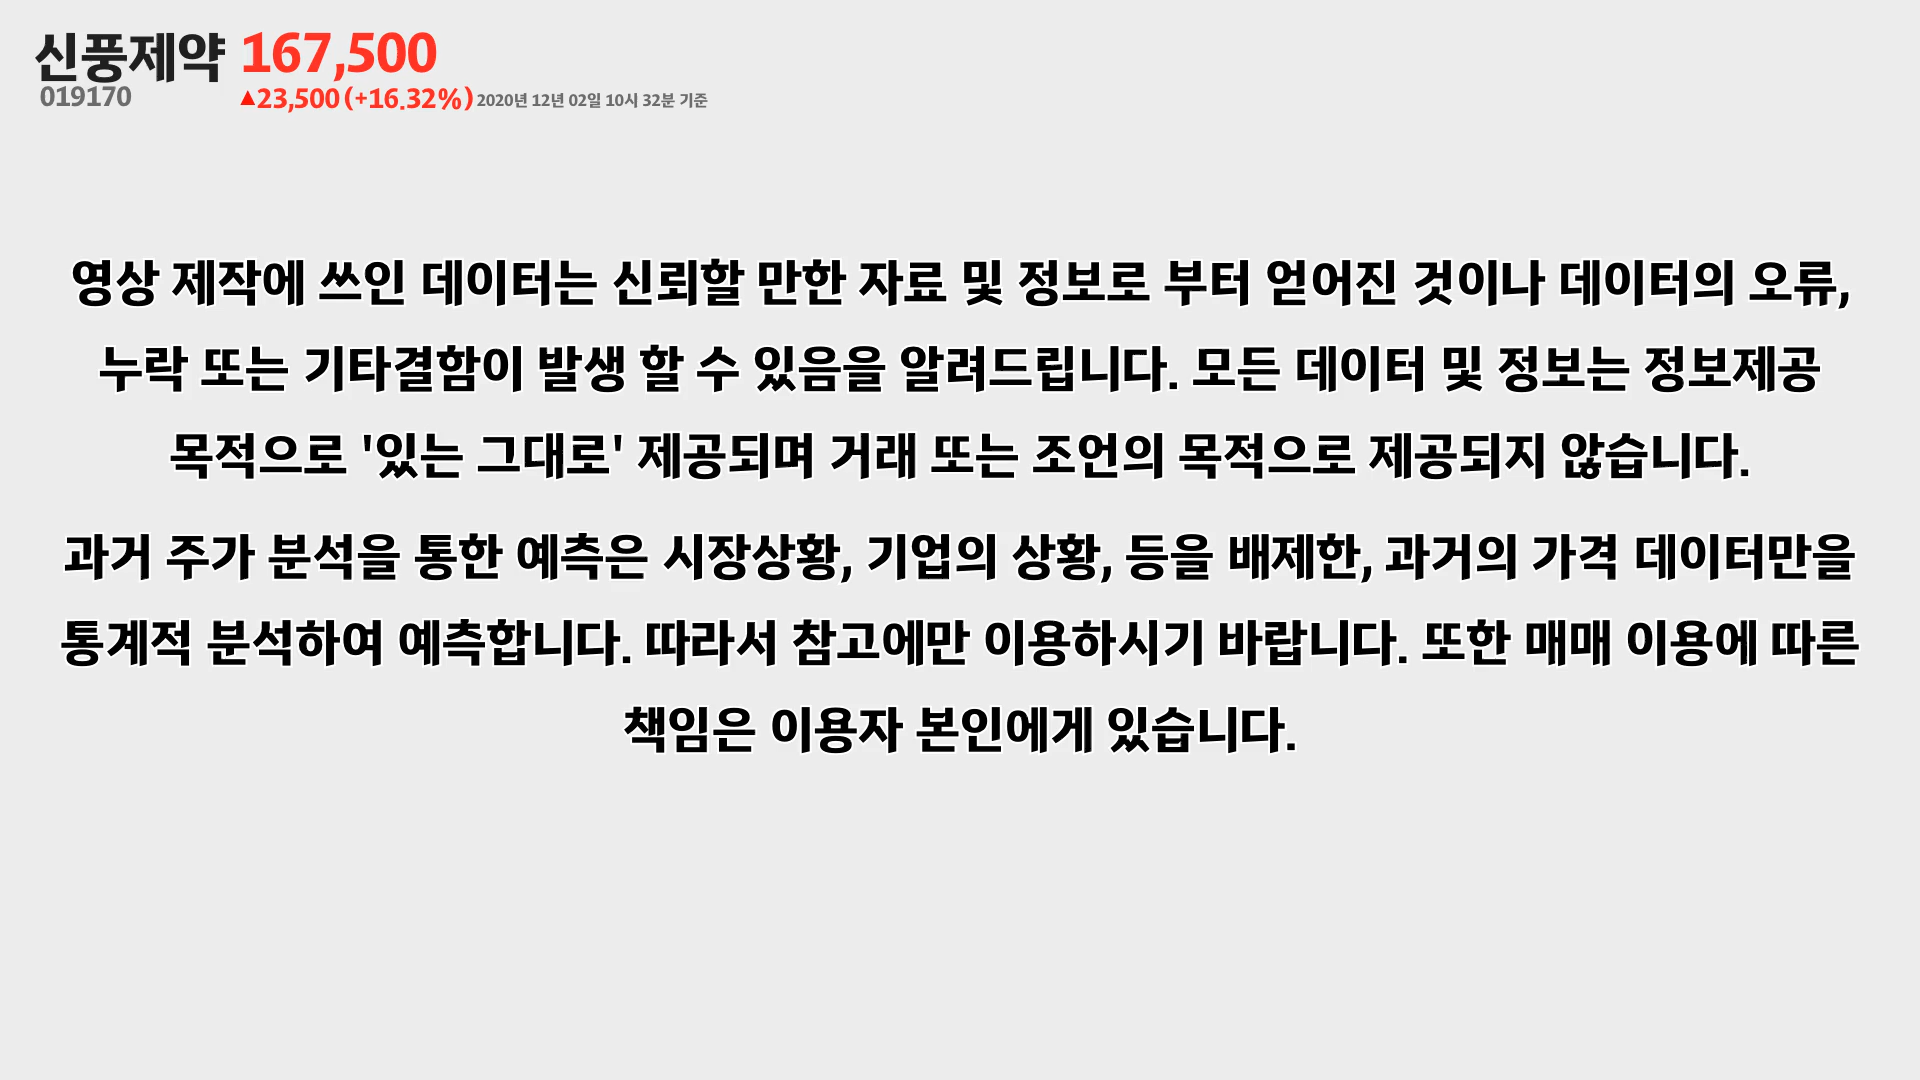 신풍제약 167,500
019170 ▲23,500 (+16.32%) 2020년 12년 02일 10시 32분 기준
영상 제작에 쓰인 데이터는 신뢰할 만한 자료 및 정보로 부터 얻어진 것이나 데이터의 오류,
누락 또는 기타결함이 발생 할 수 있음을 알려드립니다. 모든 데이터 및 정보는 정보제공
목적으로 '있는 그대로' 제공되며 거래 또는 조언의 목적으로 제공되지 않습니다.
과거 주가 분석을 통한 예측은 시장상황, 기업의 상황, 등을 배제한, 과거의 가격 데이터만을
통계적 분석하여 예측합니다. 따라서 참고에만 이용하시기 바랍니다. 또한 매매 이용에 따른
책임은 이용자 본인에게 있습니다.